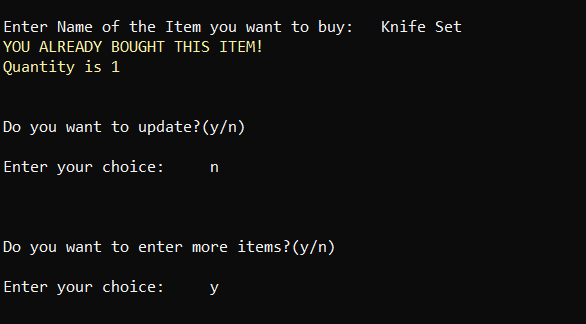 Enter Name of the Item you want to buy: Knife Set
YOU ALREADY BOUGHT THIS ITEM!
Quantity is 1
Do you want to update?(y/n)
Enter your choice: n
Do you want to enter more items?(y/n)
Enter your choice: y